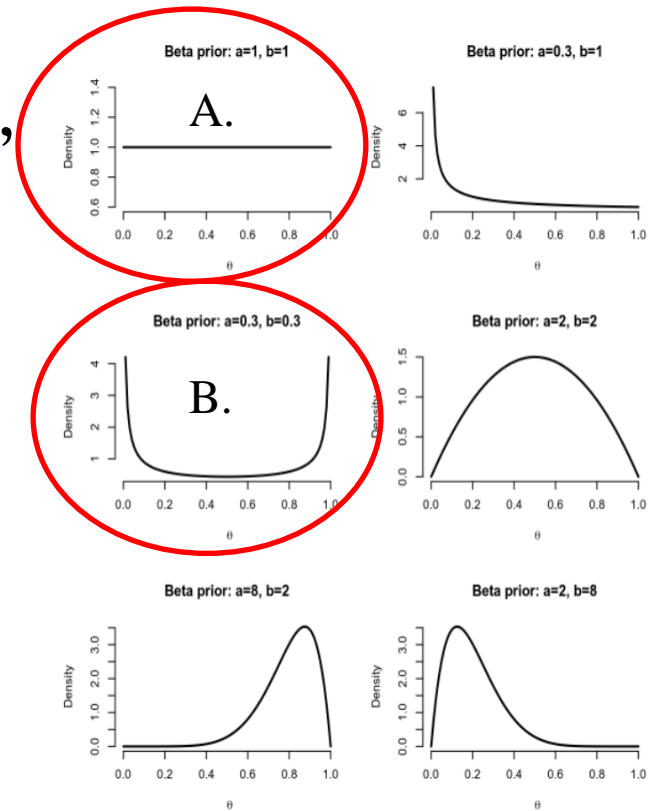 ,
Beta prior: a=1, b=1
A.
Density
0.6 0.8 1.0 1.2 1.4
0.0 0.2 0.4 0.6 0.8 1.0
θ
Beta prior: a=0.3, b=1
Density
2 4 6
0.0 0.2 0.4 0.6 0.8 1.0
θ
Beta prior: a=0.3, b=0.3
B.
Density
1 2 3 4
0.0 0.2 0.4 0.6 0.8 1.0
θ
Beta prior: a=2, b=2
Density
0.0 0.5 1.0 1.5
0.0 0.2 0.4 0.6 0.8 1.0
θ
Beta prior: a=8, b=2
Density
0.0 1.0 2.0 3.0
0.0 0.2 0.4 0.6 0.8 1.0
θ
Beta prior: a=2, b=8
Density
0.0 1.0 2.0 3.0
0.0 0.2 0.4 0.6 0.8 1.0
θ